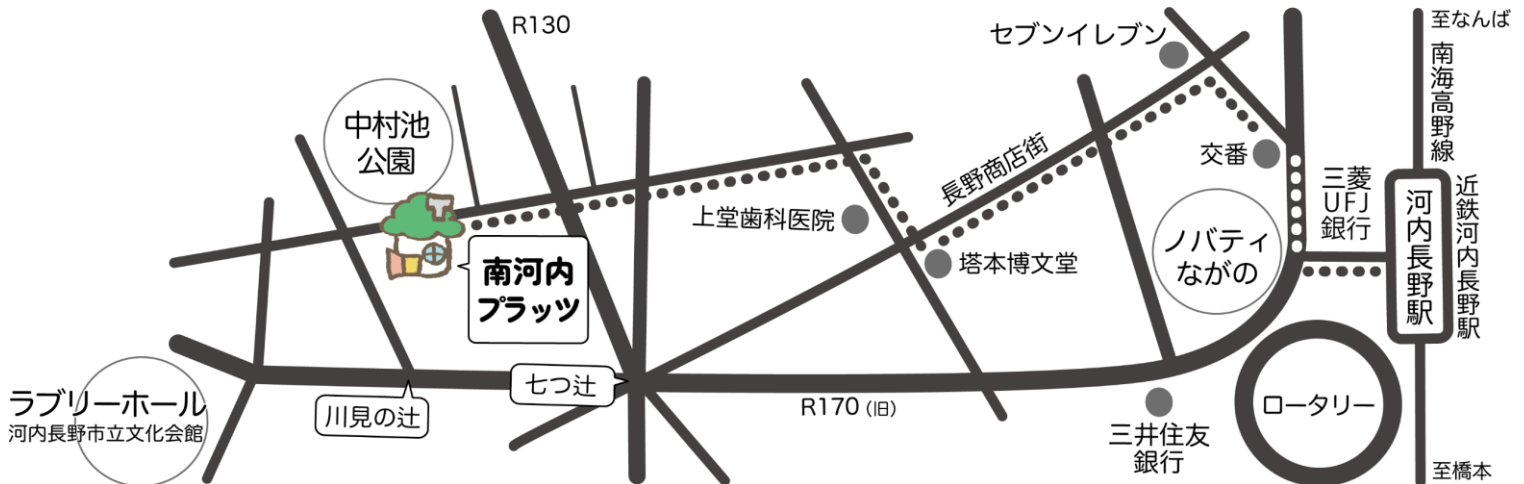 R130
セブンイレブン
至なんば
南海高野線
中村池
公園
長野商店街
交番
三菱
UFJ
銀行
河内長野駅
近鉄河内長野駅
上堂歯科医院
塔本博文堂
ノバティ
ながの
南河内
プラッツ
七つ辻
川見の辻
ラブリーホール
河内長野市立文化会館
R170(旧)
ロータリー
三井住友
銀行
至橋本